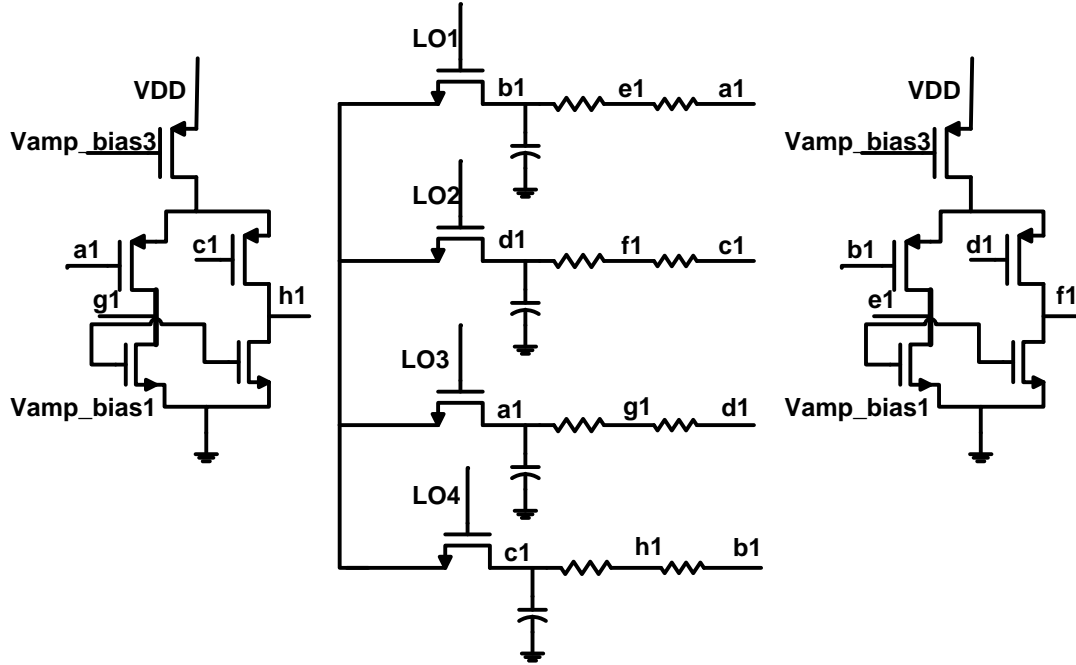 VDD
Vamp_bias3
a1
c1
g1
h1
Vamp_bias1
LO1
b1
e1
a1
LO2
d1
f1
c1
LO3
a1
g1
d1
LO4
c1
h1
b1
VDD
Vamp_bias3
b1
d1
e1
f1
Vamp_bias1